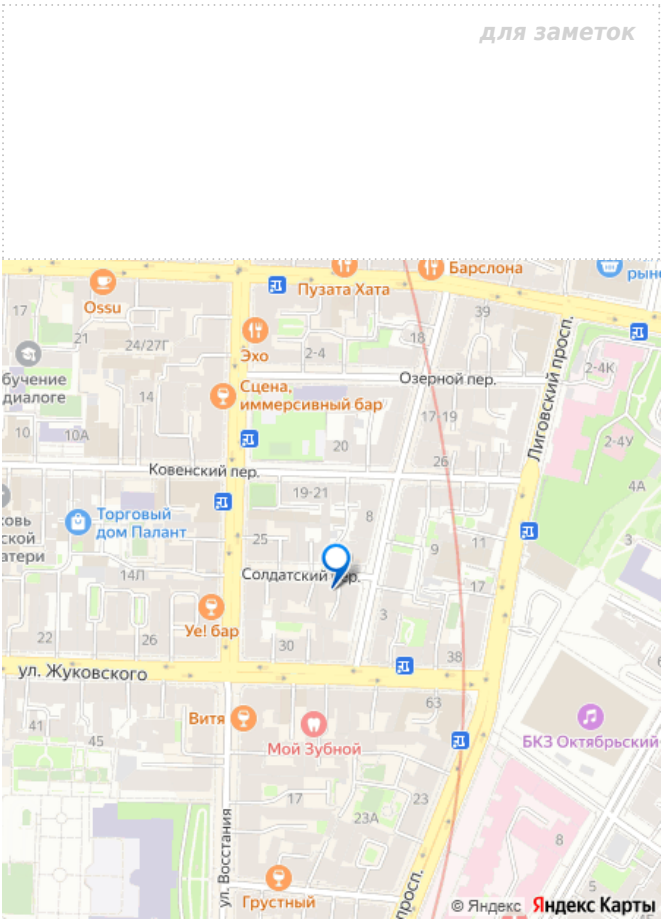 для заметок
Барслона
Пузата Хата
Ossu
17
39
21
24/27Г
Эхо
2-4
18
бучение
диалоге
14
Сцена,
иммерсивный бар
Озерной пер.
2-4К
Лиговский просп.
17-19
10
10А
20
26
2-4У
Ковенский пер.
4А
19-21
Торговый
дом Палант
8
ской
атери
25
9
11
3
14Л
Солдатский пер.
17
Уе! бар
3
22
26
30
38
ул. Жуковского
63
Витя
Мой Зубной
БКЗ Октябрьский
41
45
17
23
23А
ул. Восстания
8
5
Грустный
просп.
© Яндекс Яндекс Карты